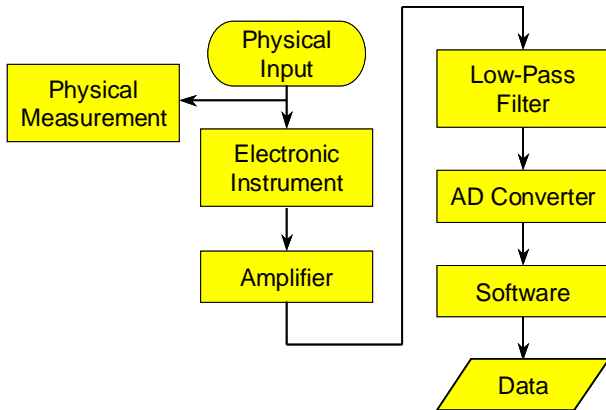 Physical
Input
Physical
Measurement
Electronic
Instrument
Amplifier
Low-Pass
Filter
AD Converter
Software
Data